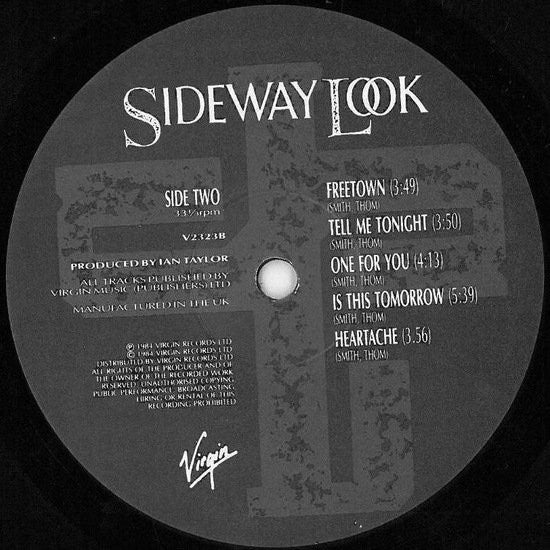 SIDEWAY LOOK
SIDE TWO
33⅓rpm
V2323B
PRODUCED BY IAN TAYLOR
ALL TRACKS PUBLISHED BY
VIRGIN MUSIC (PUBLISHERS) LTD
MANUFACTURED IN THE UK
℗ 1984 VIRGIN RECORDS LTD
© 1984 VIRGIN RECORDS LTD
DISTRIBUTED BY VIRGIN RECORDS LTD
ALL RIGHTS OF THE PRODUCER AND OF
THE OWNER OF THE RECORDED WORK
RESERVED. UNAUTHORISED COPYING,
PUBLIC PERFORMANCE, BROADCASTING,
HIRING OR RENTAL OF THIS
RECORDING PROHIBITED
FREETOWN (3:49)
(SMITH, THOM)
TELL ME TONIGHT (3:50)
(SMITH, THOM)
ONE FOR YOU (4:13)
(SMITH, THOM)
IS THIS TOMORROW (5:39)
(SMITH, THOM)
HEARTACHE (3.56)
(SMITH, THOM)
Virgin